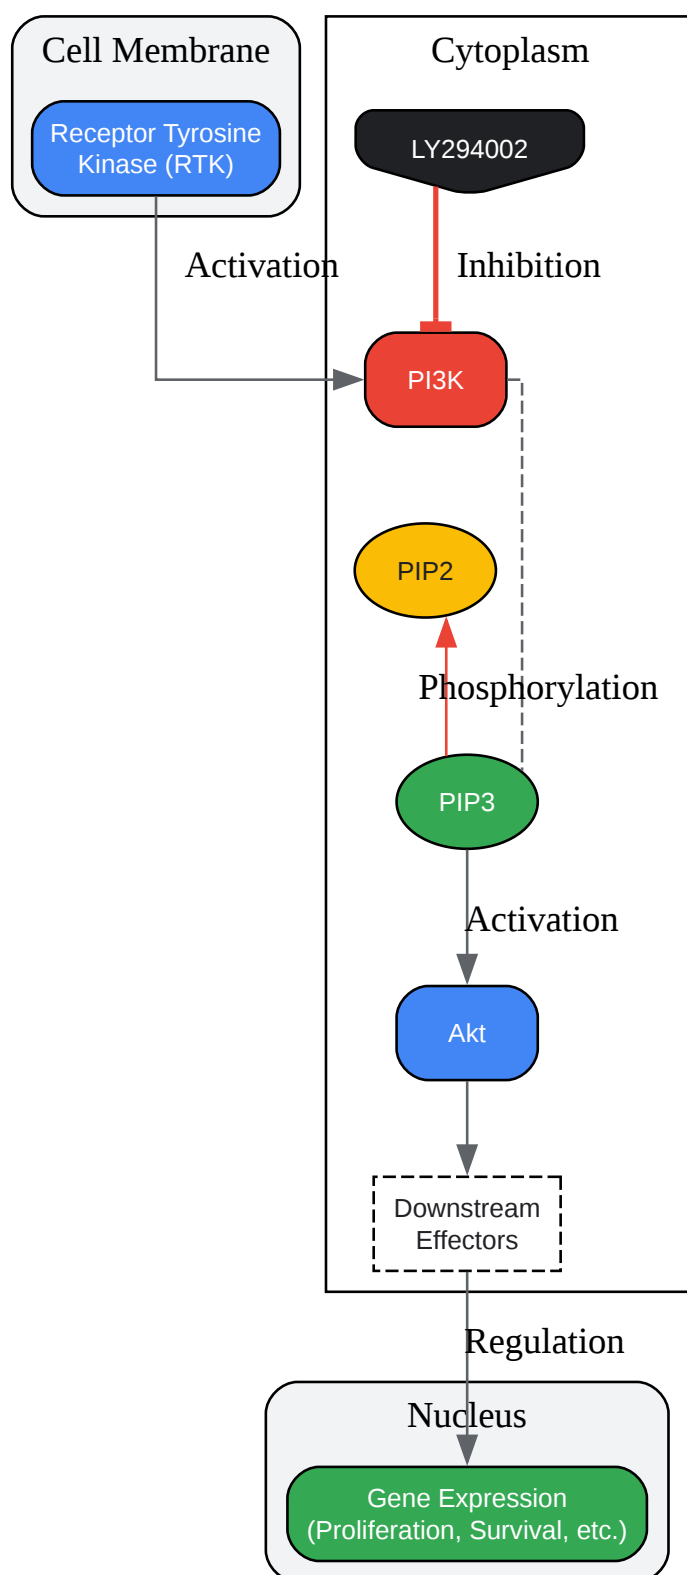 Cell Membrane
Cytoplasm
Receptor Tyrosine
Kinase (RTK)
LY294002
Activation
Inhibition
PI3K
PIP2
Phosphorylation
PIP3
Activation
Akt
Downstream
Effectors
Regulation
Nucleus
Gene Expression
(Proliferation, Survival, etc.)